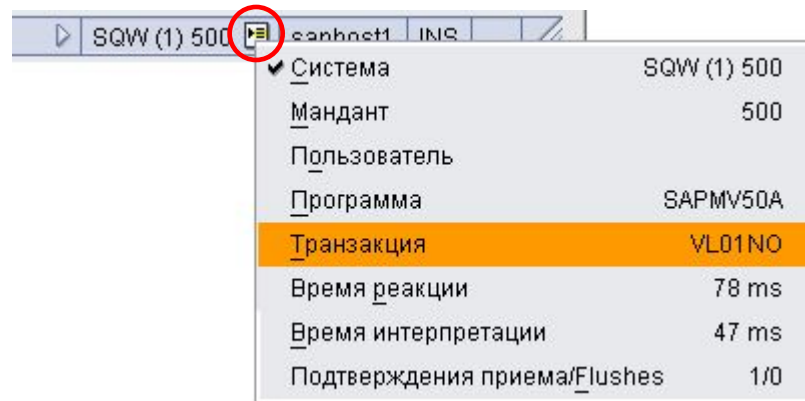 SQW (1) 500 saphost1 INS
Система SQW (1) 500
Мандант 500
Пользователь
Программа SAPMV50A
Транзакция VL01NO
Время реакции 78 ms
Время интерпретации 47 ms
Подтверждения приема/Flushes 1/0